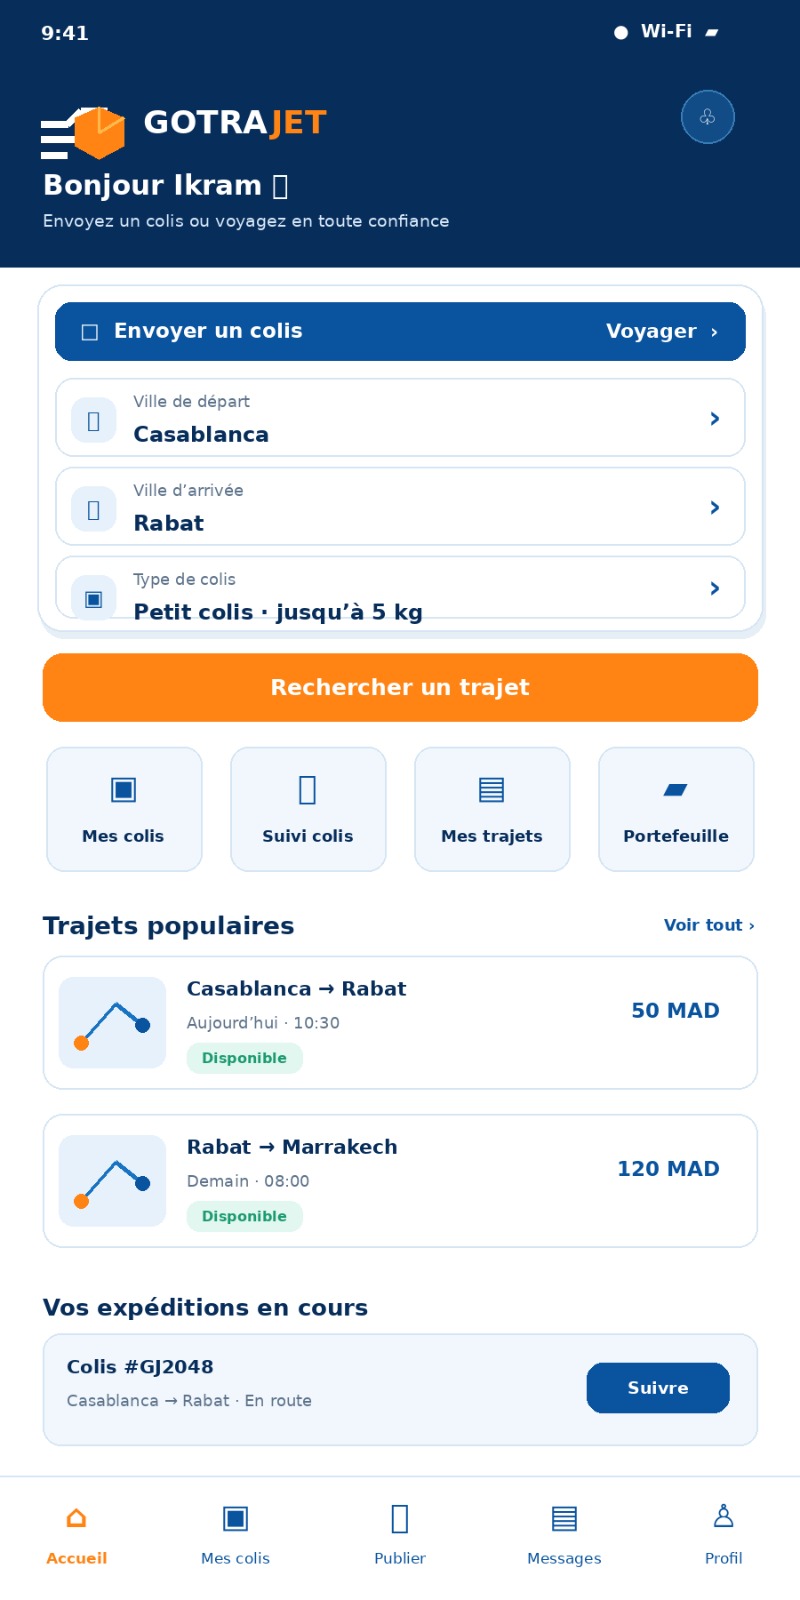 9:41
● Wi-Fi ▰
GOTRAJET
Bonjour Ikram
Envoyez un colis ou voyagez en toute confiance
Envoyer un colis
Voyager ›
Ville de départ
Casablanca
Ville d’arrivée
Rabat
Type de colis
Petit colis · jusqu’à 5 kg
Rechercher un trajet
Mes colis
Suivi colis
Mes trajets
Portefeuille
Trajets populaires
Voir tout ›
Casablanca → Rabat
Aujourd’hui · 10:30
50 MAD
Disponible
Rabat → Marrakech
Demain · 08:00
120 MAD
Disponible
Vos expéditions en cours
Colis #GJ2048
Casablanca → Rabat · En route
Suivre
Accueil
Mes colis
Publier
Messages
Profil